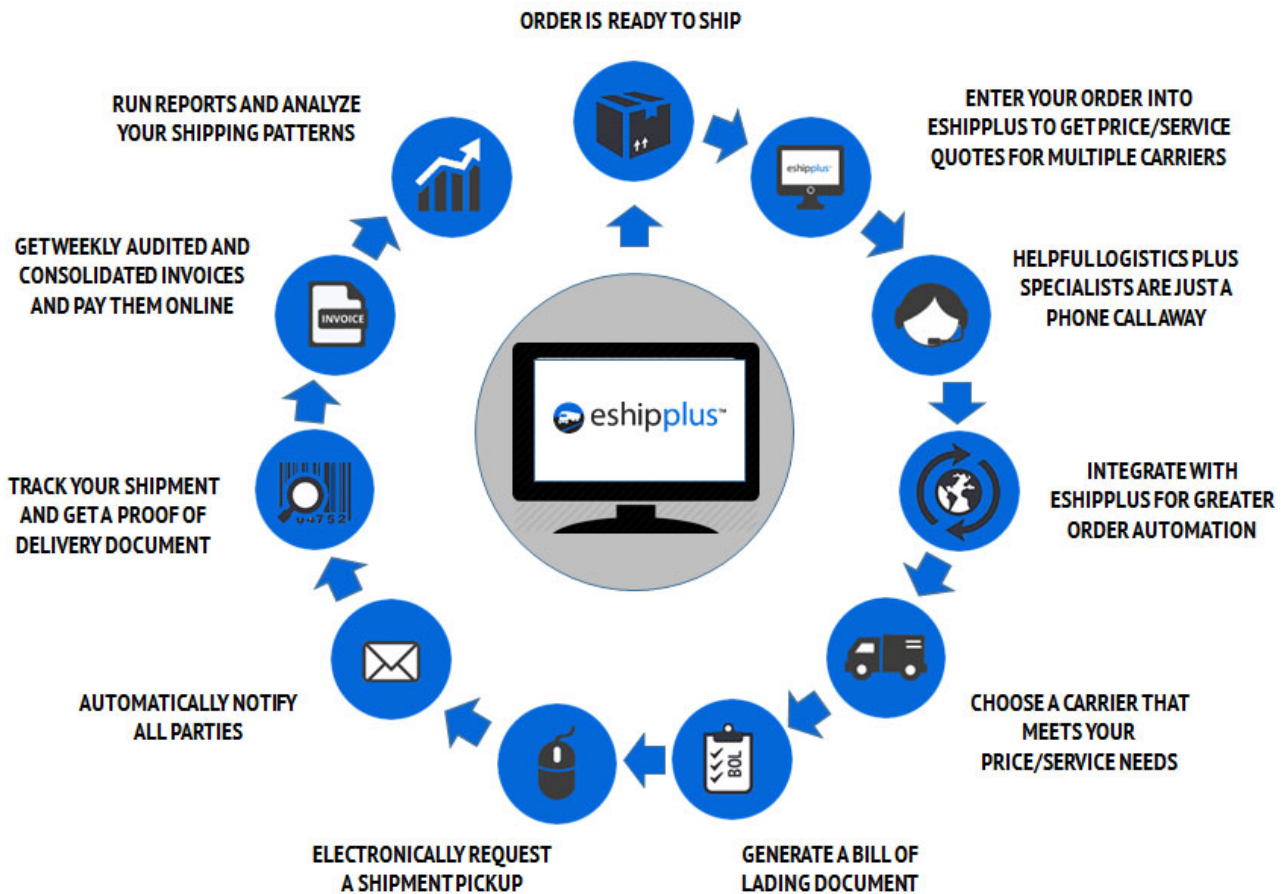 ORDER IS READY TO SHIP
ENTER YOUR ORDER INTO
ESHIPPLUS TO GET PRICE/SERVICE
QUOTES FOR MULTIPLE CARRIERS
eshipplus
HELPFUL LOGISTICS PLUS
SPECIALISTS ARE JUST A
PHONE CALL AWAY
INTEGRATE WITH
ESHIPPLUS FOR GREATER
ORDER AUTOMATION
CHOOSE A CARRIER THAT
MEETS YOUR
PRICE/SERVICE NEEDS
BOL
GENERATE A BILL OF
LADING DOCUMENT
ELECTRONICALLY REQUEST
A SHIPMENT PICKUP
AUTOMATICALLY NOTIFY
ALL PARTIES
04752
TRACK YOUR SHIPMENT
AND GET A PROOF OF
DELIVERY DOCUMENT
INVOICE
GET WEEKLY AUDITED AND
CONSOLIDATED INVOICES
AND PAY THEM ONLINE
RUN REPORTS AND ANALYZE
YOUR SHIPPING PATTERNS
eshipplus™